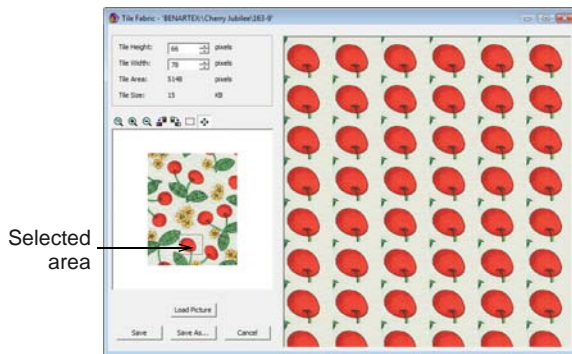 Tile Fabric - 'BENARTEX:\Cherry Jubilee\163-9'
Tile Height: 66 pixels
Tile Width: 78 pixels
Tile Area: 5148 pixels
Tile Size: 15 KB
Selected
area
Load Picture
Save Save As... Cancel